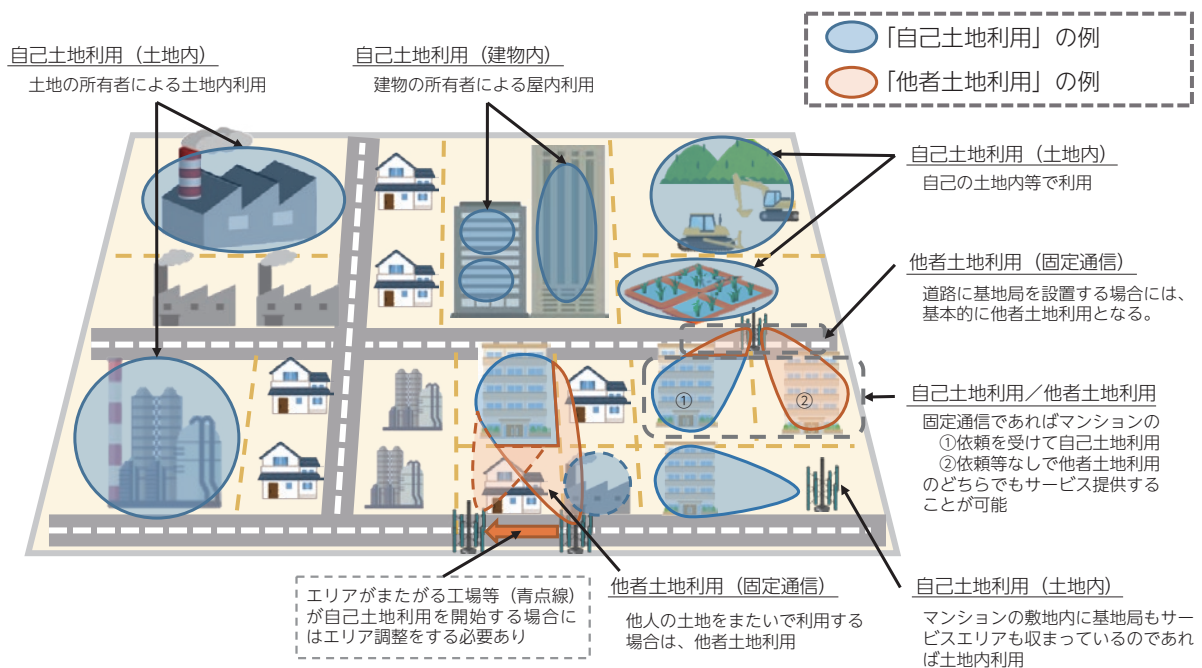 「自己土地利用」の例
「他者土地利用」の例
自己土地利用（土地内）
土地の所有者による土地内利用
自己土地利用（建物内）
建物の所有者による屋内利用
自己土地利用（土地内）
自己の土地内等で利用
他者土地利用（固定通信）
道路に基地局を設置する場合には、
基本的に他者土地利用となる。
自己土地利用／他者土地利用
固定通信であればマンションの
①依頼を受けて自己土地利用
②依頼等なしで他者土地利用
のどちらでもサービス提供する
ことが可能
①
②
エリアがまたがる工場等（青点線）
が自己土地利用を開始する場合に
はエリア調整をする必要あり
他者土地利用（固定通信）
他人の土地をまたいで利用する
場合は、他者土地利用
自己土地利用（土地内）
マンションの敷地内に基地局もサー
ビスエリアも収まっているのであれ
ば土地内利用